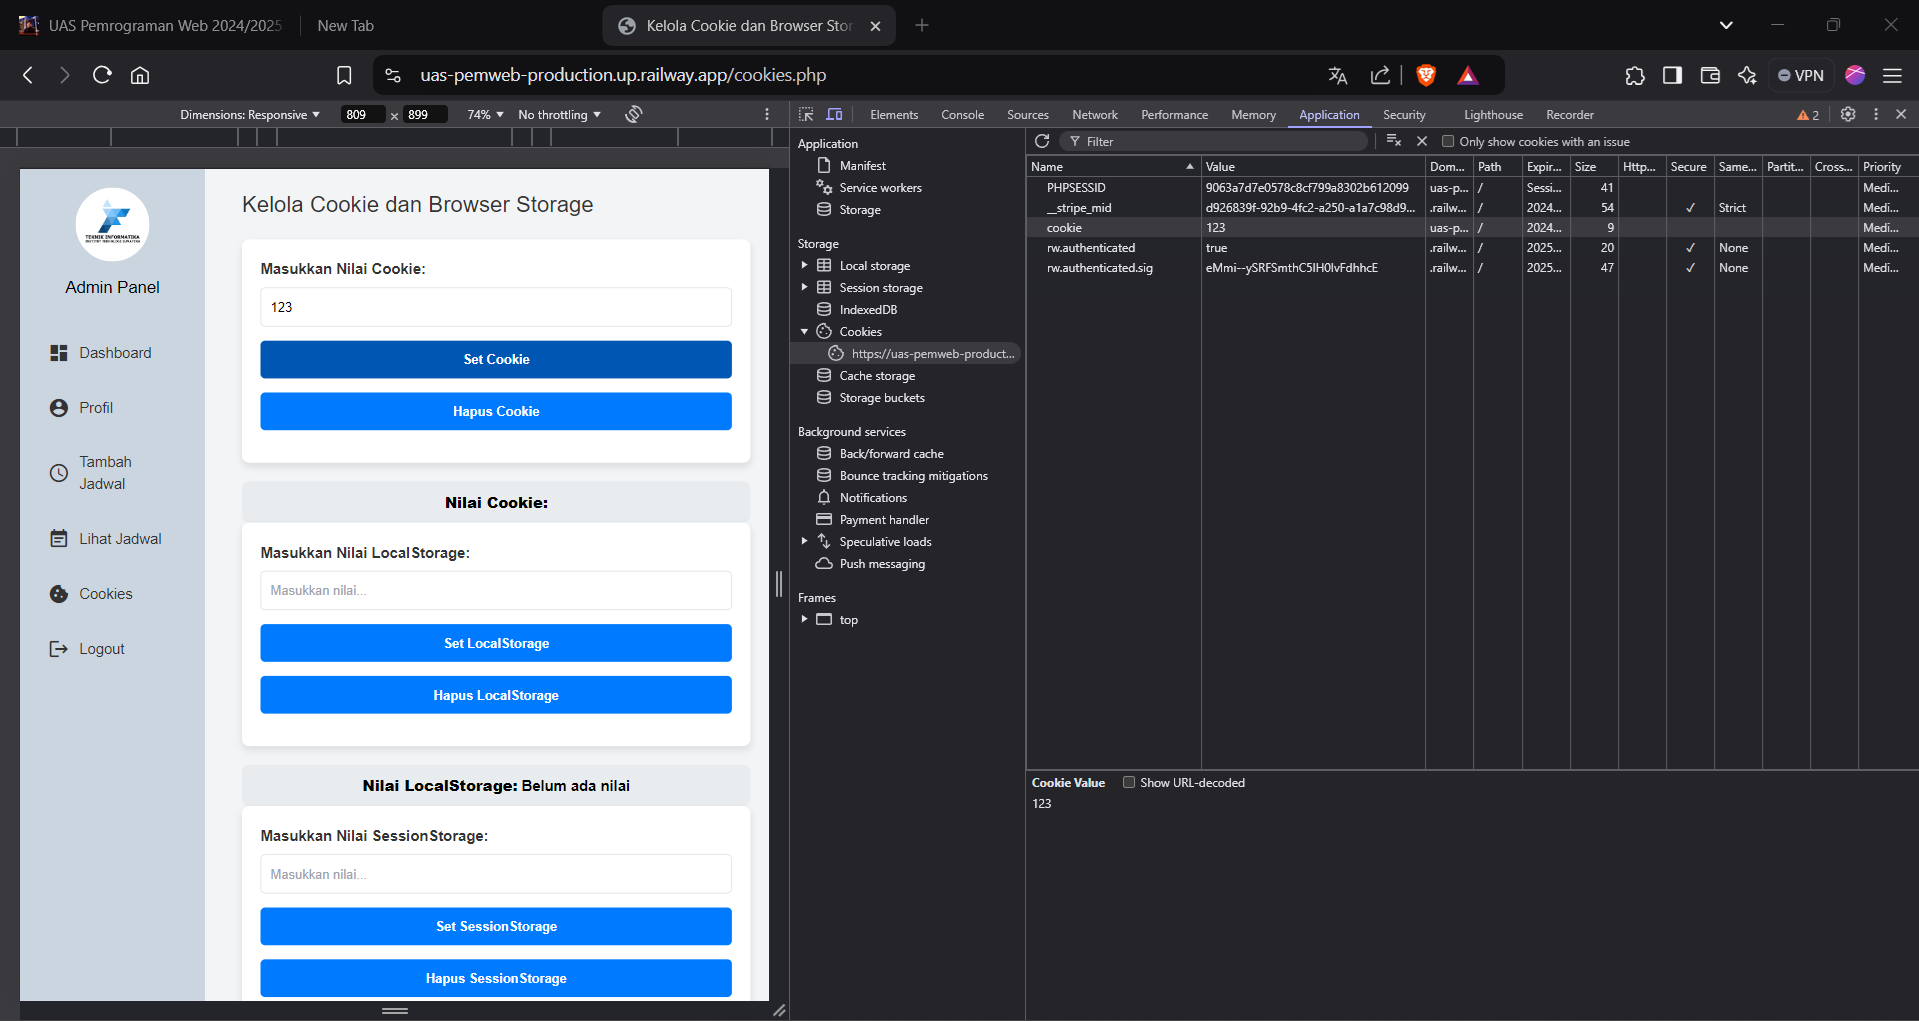 UAS Pemrograman Web 2024/2025
New Tab
Kelola Cookie dan Browser Stor
uas-pemweb-production.up.railway.app/cookies.php
VPN
Dimensions: Responsive
809 x 899
74%
No throttling
Elements
Console
Sources
Network
Performance
Memory
Application
Security
Lighthouse
Recorder
2
TEKNIK INFORMATIKA
Admin Panel
Dashboard
Profil
Tambah
Jadwal
Lihat Jadwal
Cookies
Logout
Kelola Cookie dan Browser Storage
Masukkan Nilai Cookie:
123
Set Cookie
Hapus Cookie
Nilai Cookie:
Masukkan Nilai LocalStorage:
Masukkan nilai...
Set LocalStorage
Hapus LocalStorage
Nilai LocalStorage: Belum ada nilai
Masukkan Nilai SessionStorage:
Masukkan nilai...
Set SessionStorage
Hapus SessionStorage
Application
Manifest
Service workers
Storage
Storage
Local storage
Session storage
IndexedDB
Cookies
https://uas-pemweb-product...
Cache storage
Storage buckets
Background services
Back/forward cache
Bounce tracking mitigations
Notifications
Payment handler
Speculative loads
Push messaging
Frames
top
Filter
Only show cookies with an issue
Name Value Dom... Path Expir... Size Http... Secure Same... Partit... Cross... Priority
PHPSESSID 9063a7d7e0578c8cf799a8302b612099 uas-p... / Sessi... 41 Medi...
__stripe_mid d926839f-92b9-4fc2-a250-a1a7c98d9... .railw... / 2024... 54 ✓ Strict Medi...
cookie 123 uas-p... / 2024... 9 Medi...
rw.authenticated true .railw... / 2025... 20 ✓ None Medi...
rw.authenticated.sig eMmi--ySRFSmthC5IH0lvFdhhcE .railw... / 2025... 47 ✓ None Medi...
Cookie Value
Show URL-decoded
123